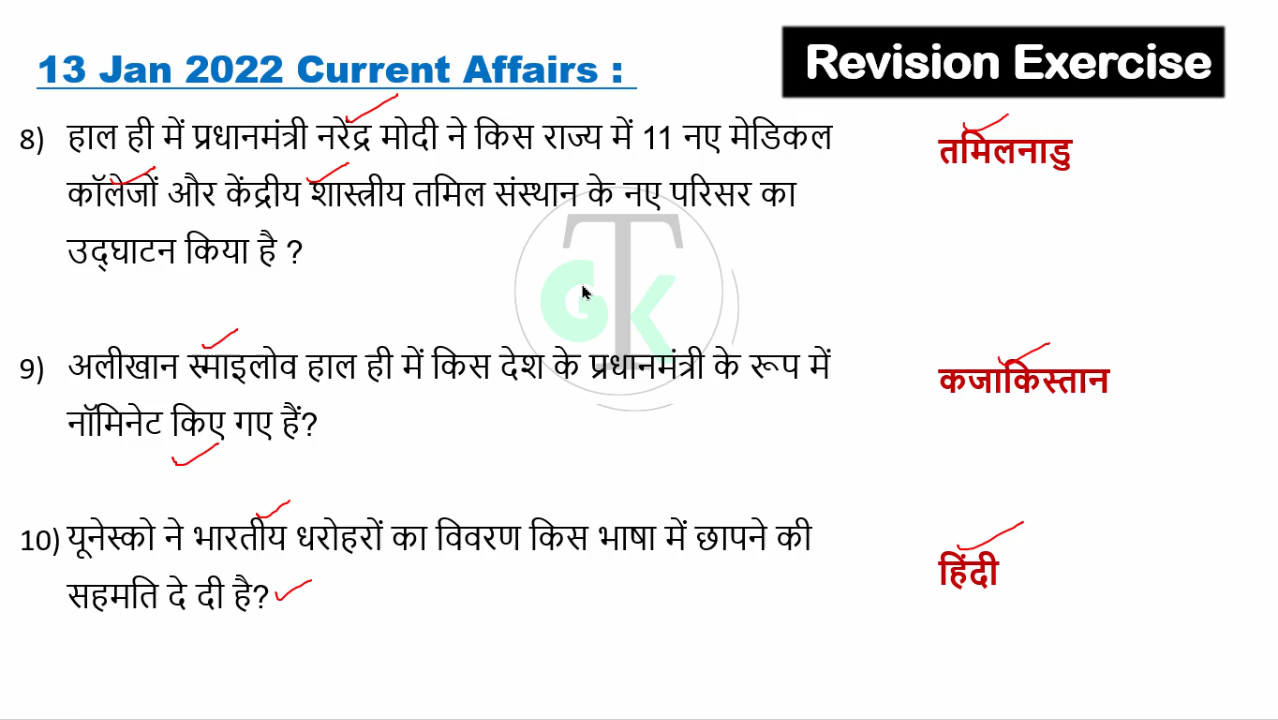 13 Jan 2022 Current Affairs :
Revision Exercise
8) हाल ही में प्रधानमंत्री नरेंद्र मोदी ने किस राज्य में 11 नए मेडिकल
कॉलेजों और केंद्रीय शास्त्रीय तमिल संस्थान के नए परिसर का
उद्घाटन किया है ?
तमिलनाडु
9) अलीखान स्माइलोव हाल ही में किस देश के प्रधानमंत्री के रूप में
नॉमिनेट किए गए हैं?
कजाकिस्तान
10) यूनेस्को ने भारतीय धरोहरों का विवरण किस भाषा में छापने की
सहमति दे दी है?
हिंदी
GTK